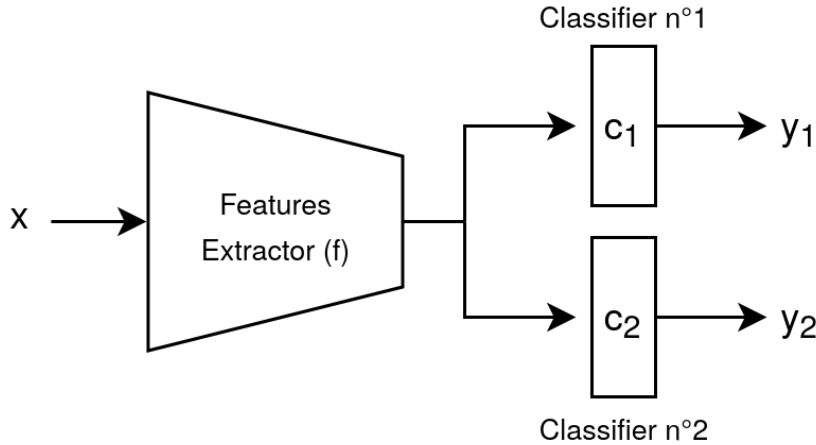 Classifier n°1
c₁
y₁
x
Features
Extractor (f)
c₂
y₂
Classifier n°2